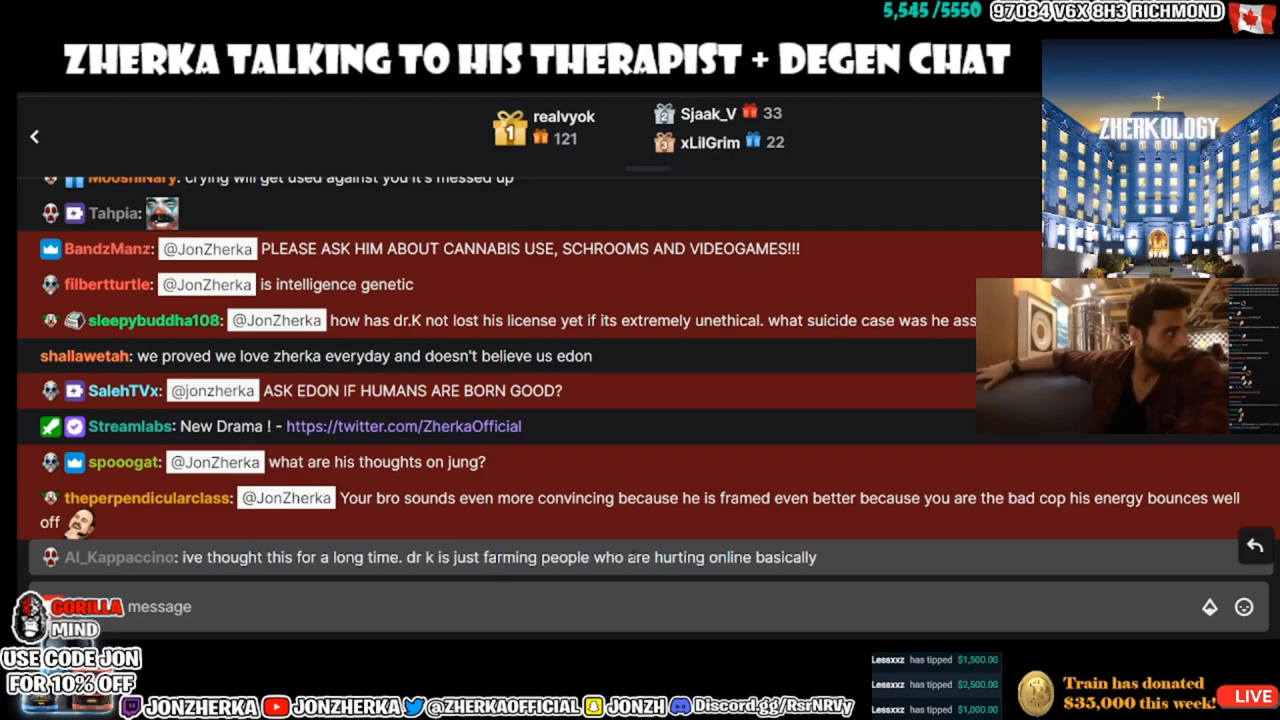 5,545 /5550 97084 V6X 8H3 RICHMOND
ZHERKA TALKING TO HIS THERAPIST + DEGEN CHAT
ZHERKOLOGY
1 realvyok 121
2 Sjaak_V 33
3 xLilGrim 22
MooshiNary: crying will get used against you it's messed up
Tahpia:
BandzManz: @JonZherka PLEASE ASK HIM ABOUT CANNABIS USE, SCHROOMS AND VIDEOGAMES!!!
filbertturtle: @JonZherka is intelligence genetic
sleepybuddha108: @JonZherka how has dr.K not lost his license yet if its extremely unethical. what suicide case was he ass
shallawetah: we proved we love zherka everyday and doesn't believe us edon
SalehTVx: @jonzherka ASK EDON IF HUMANS ARE BORN GOOD?
Streamlabs: New Drama ! - https://twitter.com/ZherkaOfficial
spooogat: @JonZherka what are his thoughts on jung?
theperpendicularclass: @JonZherka Your bro sounds even more convincing because he is framed even better because you are the bad cop his energy bounces well
off
Al_Kappaccino: ive thought this for a long time. dr k is just farming people who are hurting online basically
message
GORILLA
MIND
USE CODE JON
FOR 10% OFF
Lessxxz has tipped $1,500.00
Lessxxz has tipped $2,500.00
Lessxxz has tipped $1,000.00
Train has donated
$35,000 this week!
LIVE
JONZHERKA JONZHERKA @ZHERKAOFFICIAL JONZH Discord.gg/RsrNRVy